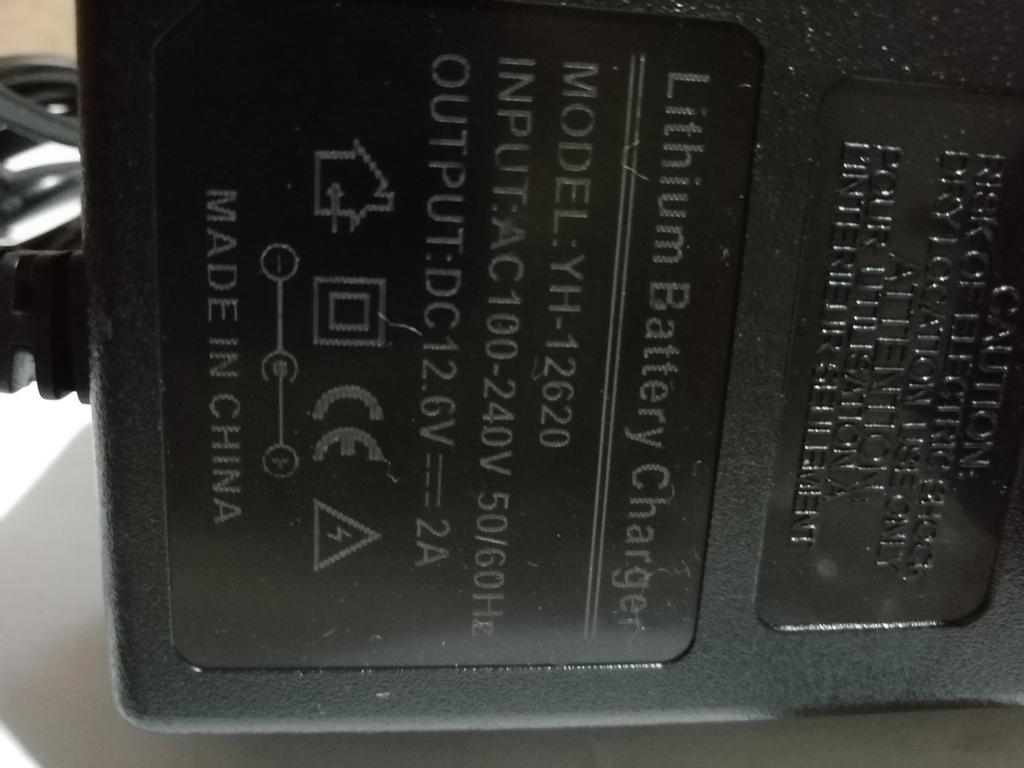 CAUTION:
RISK OF ELECTRIC SHOCK
DRY LOCATION USE ONLY
ATTENTION
POUR UTILISATION A
L'INTERIEUR SEULEMENT
Lithium Battery Charger
MODEL:YH-12620
INPUT:AC100-240V 50/60Hz
OUTPUT:DC12.6V⎓2A
CE
- +
MADE IN CHINA